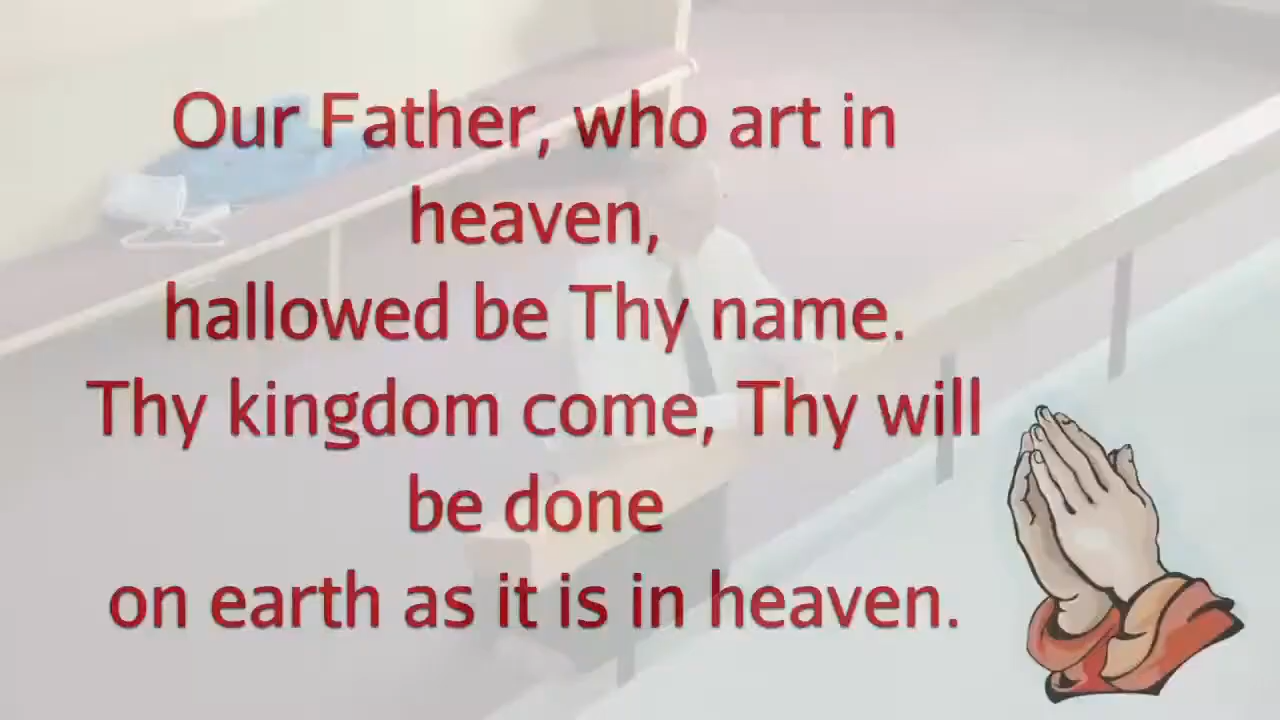 Our Father, who art in
heaven,
hallowed be Thy name.
Thy kingdom come, Thy will
be done
on earth as it is in heaven.